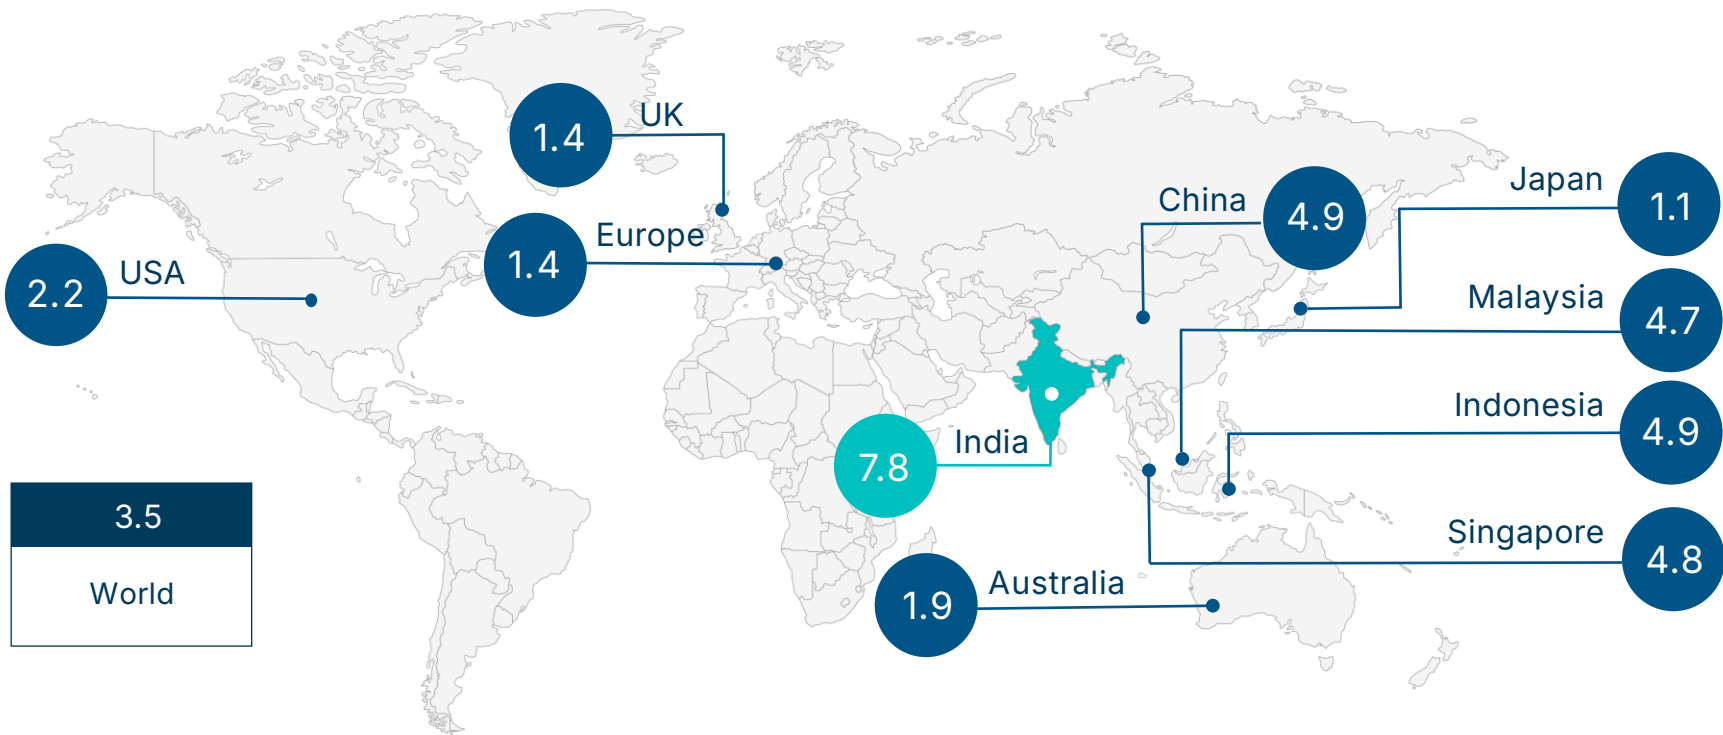 UK
1.4
Europe
1.4
USA
2.2
China
4.9
Japan
1.1
Malaysia
4.7
Indonesia
4.9
India
7.8
Singapore
4.8
Australia
1.9
3.5
World